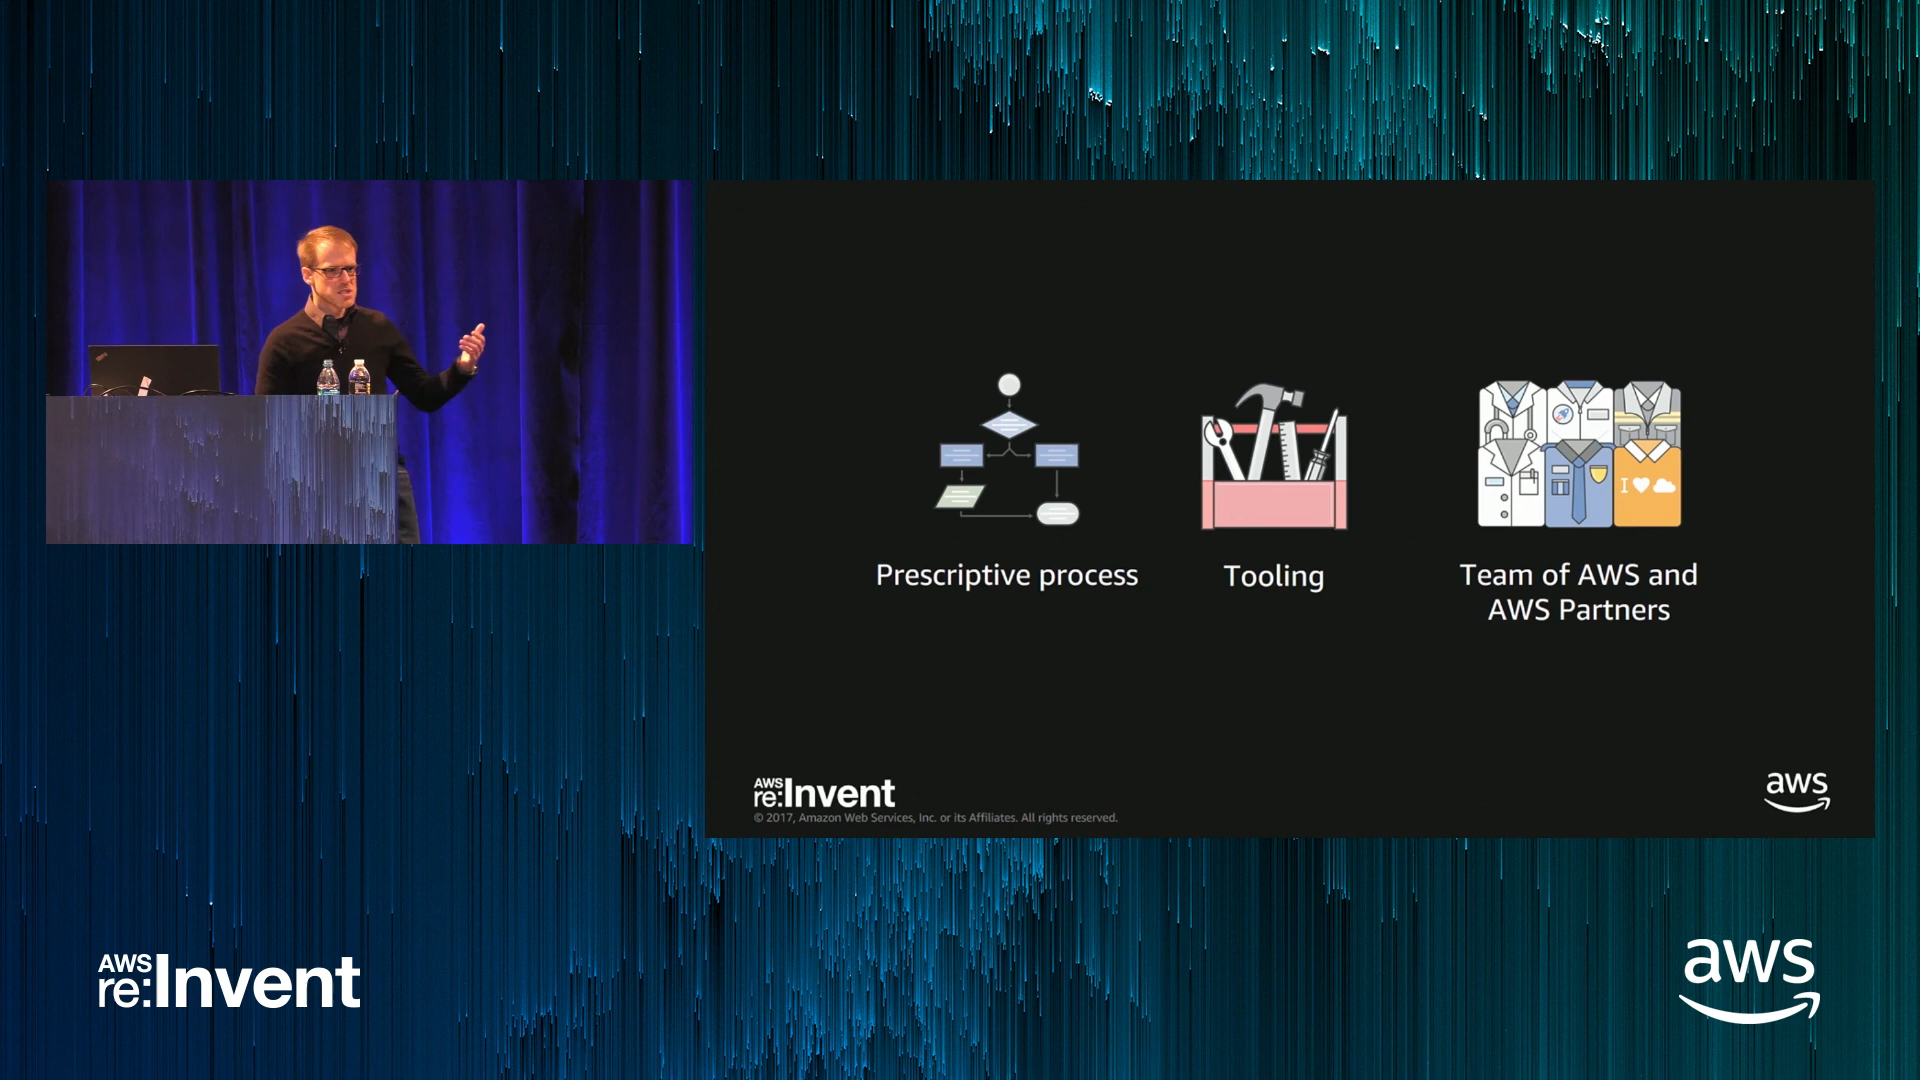 Prescriptive process
Tooling
Team of AWS and
AWS Partners
I
AWS
re:Invent
© 2017, Amazon Web Services, Inc. or its Affiliates. All rights reserved.
aws
AWS
re:Invent
aws